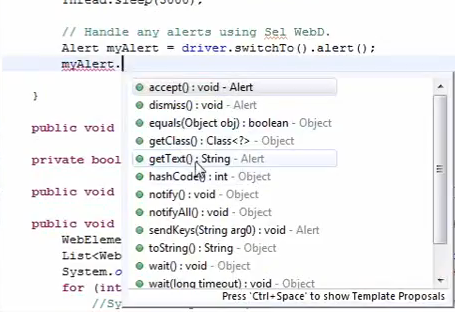 Thread.sleep(5000);
// Handle any alerts using Sel WebD.
Alert myAlert = driver.switchTo().alert();
myAlert.
accept() : void - Alert
dismiss() : void - Alert
equals(Object obj) : boolean - Object
getClass() : Class<?> - Object
getText() : String - Alert
hashCode() : int - Object
notify() : void - Object
notifyAll() : void - Object
sendKeys(String arg0) : void - Alert
toString() : String - Object
wait() : void - Object
wait(long timeout) : void - Object
Press 'Ctrl+Space' to show Template Proposals
}
public void
private bool
public void
public void
WebEleme
List<Web
System.o
for (int
//Sy